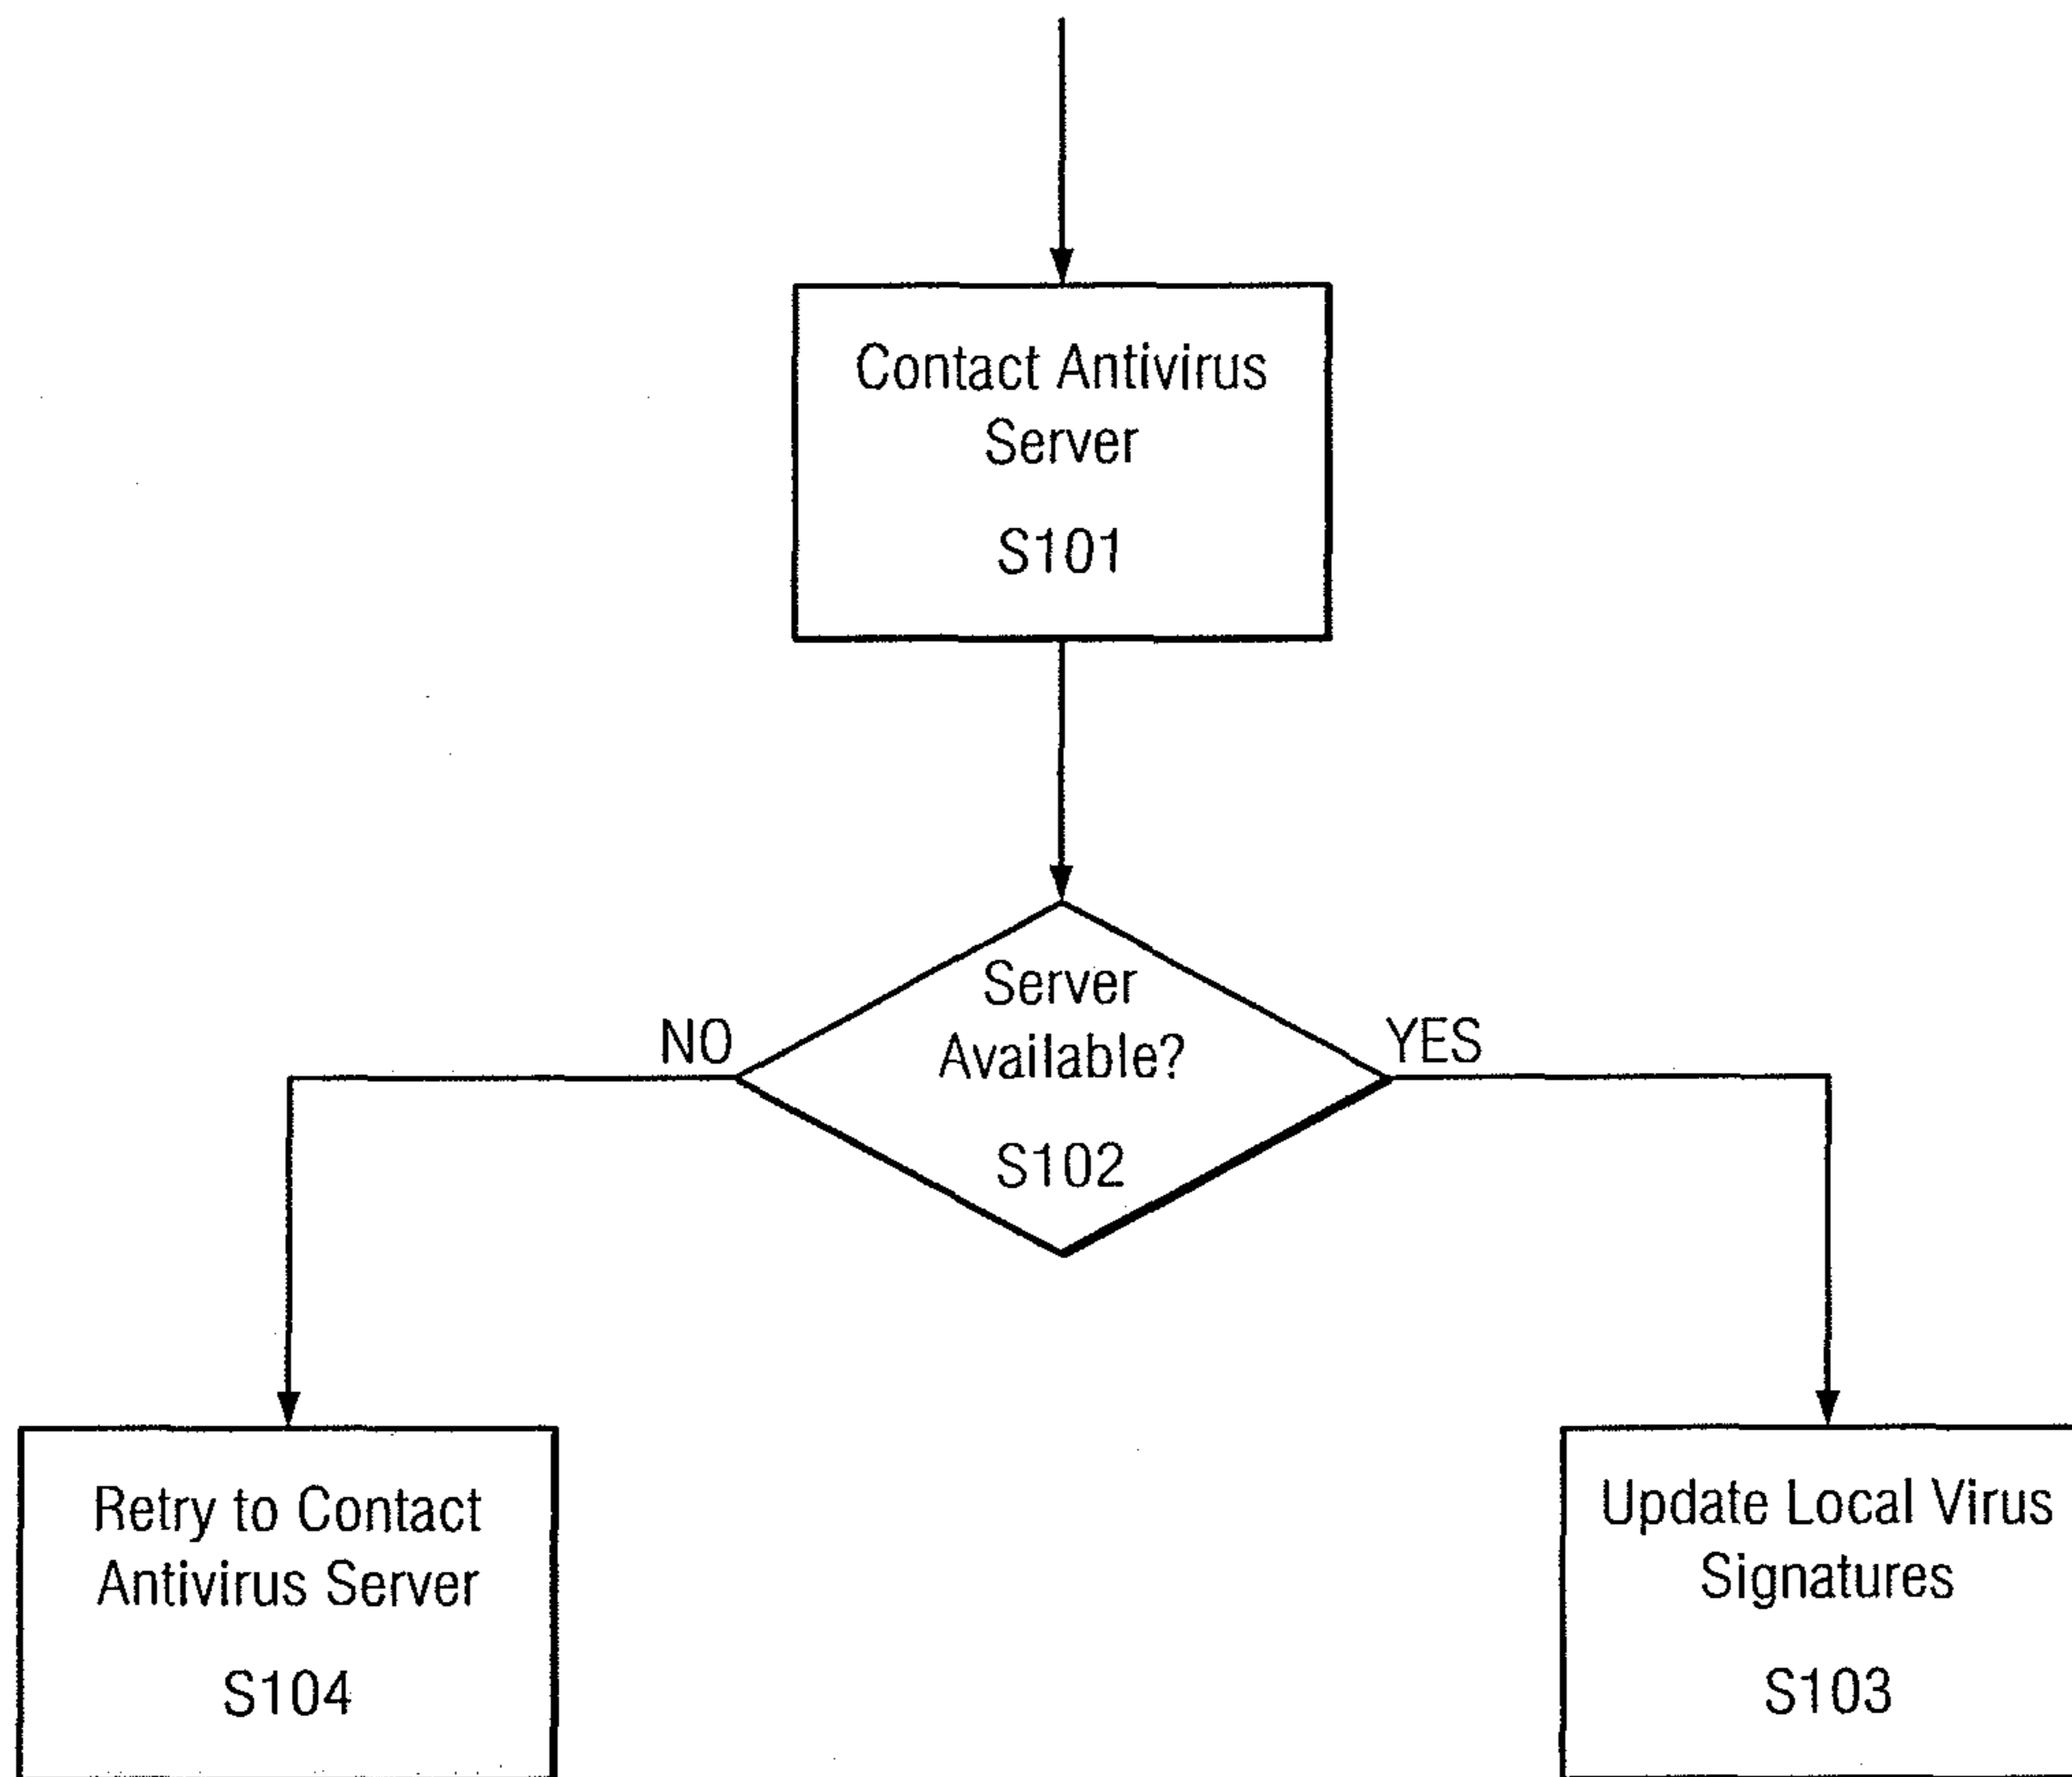 Contact Antivirus
Server
S101
Server
Available?
S102
NO
YES
Retry to Contact
Antivirus Server
S104
Update Local Virus
Signatures
S103